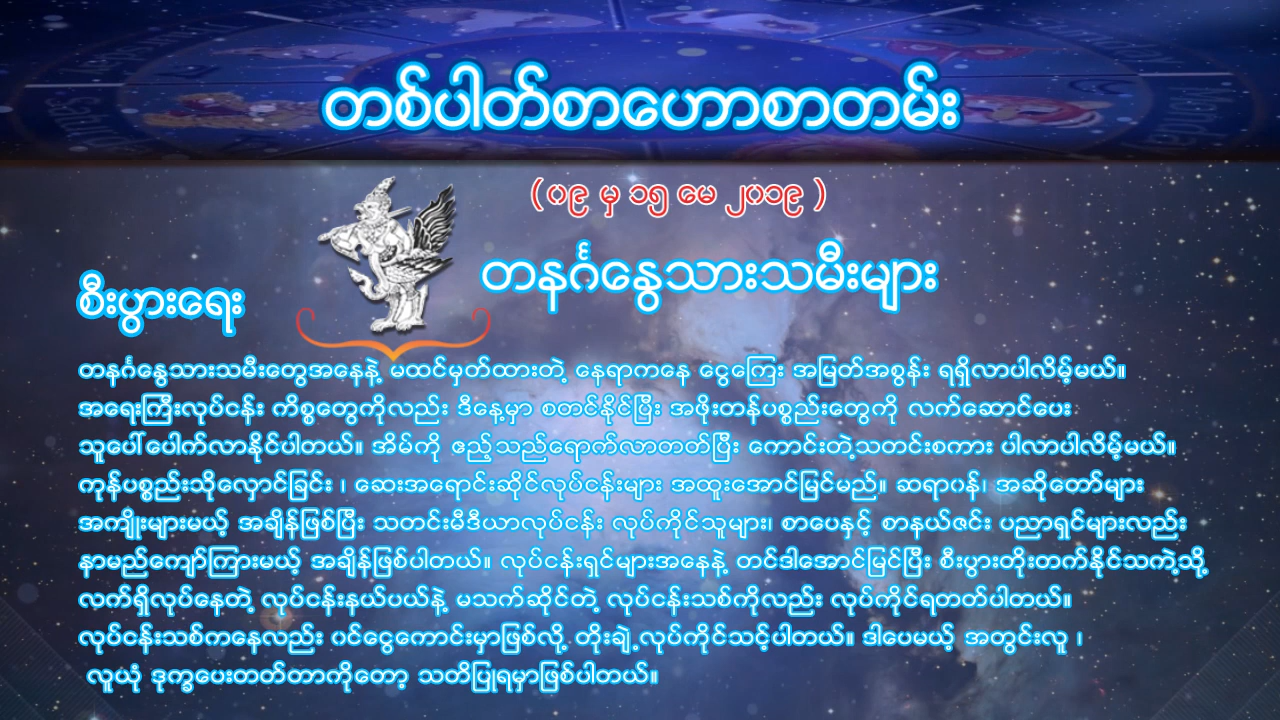 တစ်ပါတ်စာဟောစာတမ်း
( ၀၉ မှ ၁၅ မေ ၂၀၁၉ )
တနင်္ဂနွေသားသမီးများ
စီးပွားရေး
တနင်္ဂနွေသားသမီးတွေအနေနဲ့ မထင်မှတ်ထားတဲ့ နေရာကနေ ငွေကြေး အမြတ်အစွန်း ရရှိလာပါလိမ့်မယ်။
အရေးကြီးလုပ်ငန်း ကိစ္စတွေကိုလည်း ဒီနေ့မှာ စတင်နိုင်ပြီး အဖိုးတန်ပစ္စည်းတွေကို လက်ဆောင်ပေး
သူပေါ်ပေါက်လာနိုင်ပါတယ်။ အိမ်ကို ဧည့်သည်ရောက်လာတတ်ပြီး ကောင်းတဲ့သတင်းစကား ပါလာပါလိမ့်မယ်။
ကုန်ပစ္စည်းသိုလှောင်ခြင်း ၊ ဆေးအရောင်းဆိုင်လုပ်ငန်းများ အထူးအောင်မြင်မည်။ ဆရာဝန်၊ အဆိုတော်များ
အကျိုးများမယ့် အချိန်ဖြစ်ပြီး သတင်းမီဒီယာလုပ်ငန်း လုပ်ကိုင်သူများ၊ စာပေနှင့် စာနယ်ဇင်း ပညာရှင်များလည်း
နာမည်ကျော်ကြားမယ့် အချိန်ဖြစ်ပါတယ်။ လုပ်ငန်းရှင်များအနေနဲ့ တင်ဒါအောင်မြင်ပြီး စီးပွားတိုးတက်နိုင်သကဲ့သို့
လက်ရှိလုပ်နေတဲ့ လုပ်ငန်းနယ်ပယ်နဲ့ မသက်ဆိုင်တဲ့ လုပ်ငန်းသစ်ကိုလည်း လုပ်ကိုင်ရတတ်ပါတယ်။
လုပ်ငန်းသစ်ကနေလည်း ဝင်ငွေကောင်းမှာဖြစ်လို့ တိုးချဲ့လုပ်ကိုင်သင့်ပါတယ်။ ဒါပေမယ့် အတွင်းလူ ၊
လူယုံ ဒုက္ခပေးတတ်တာကိုတော့ သတိပြုရမှာဖြစ်ပါတယ်။